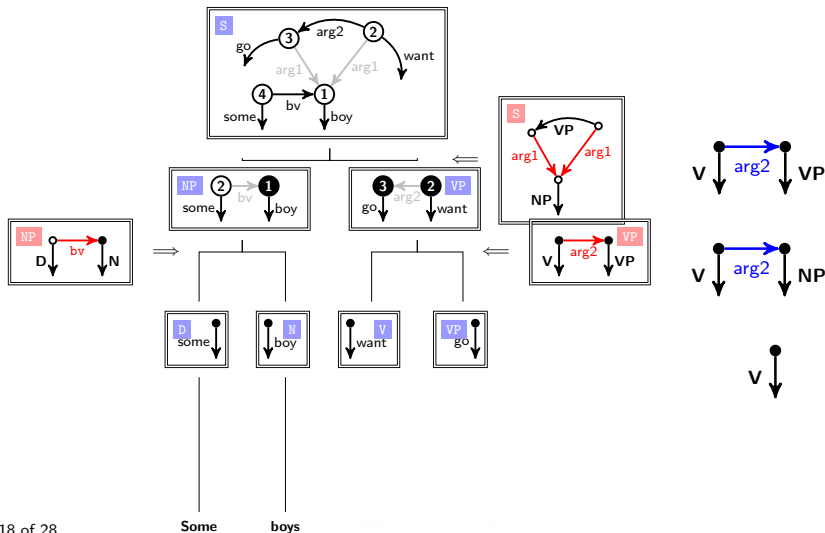 S
3
2
arg2
go
want
arg1
arg1
4
1
bv
some
boy
S
VP
arg1
arg1
NP
V
arg2
VP
NP
2
1
bv
some
boy
3
2
VP
arg2
go
want
NP
bv
D
N
VP
arg2
V
VP
V
arg2
NP
D
some
N
boy
V
want
VP
go
V
18 of 28
Some
boys